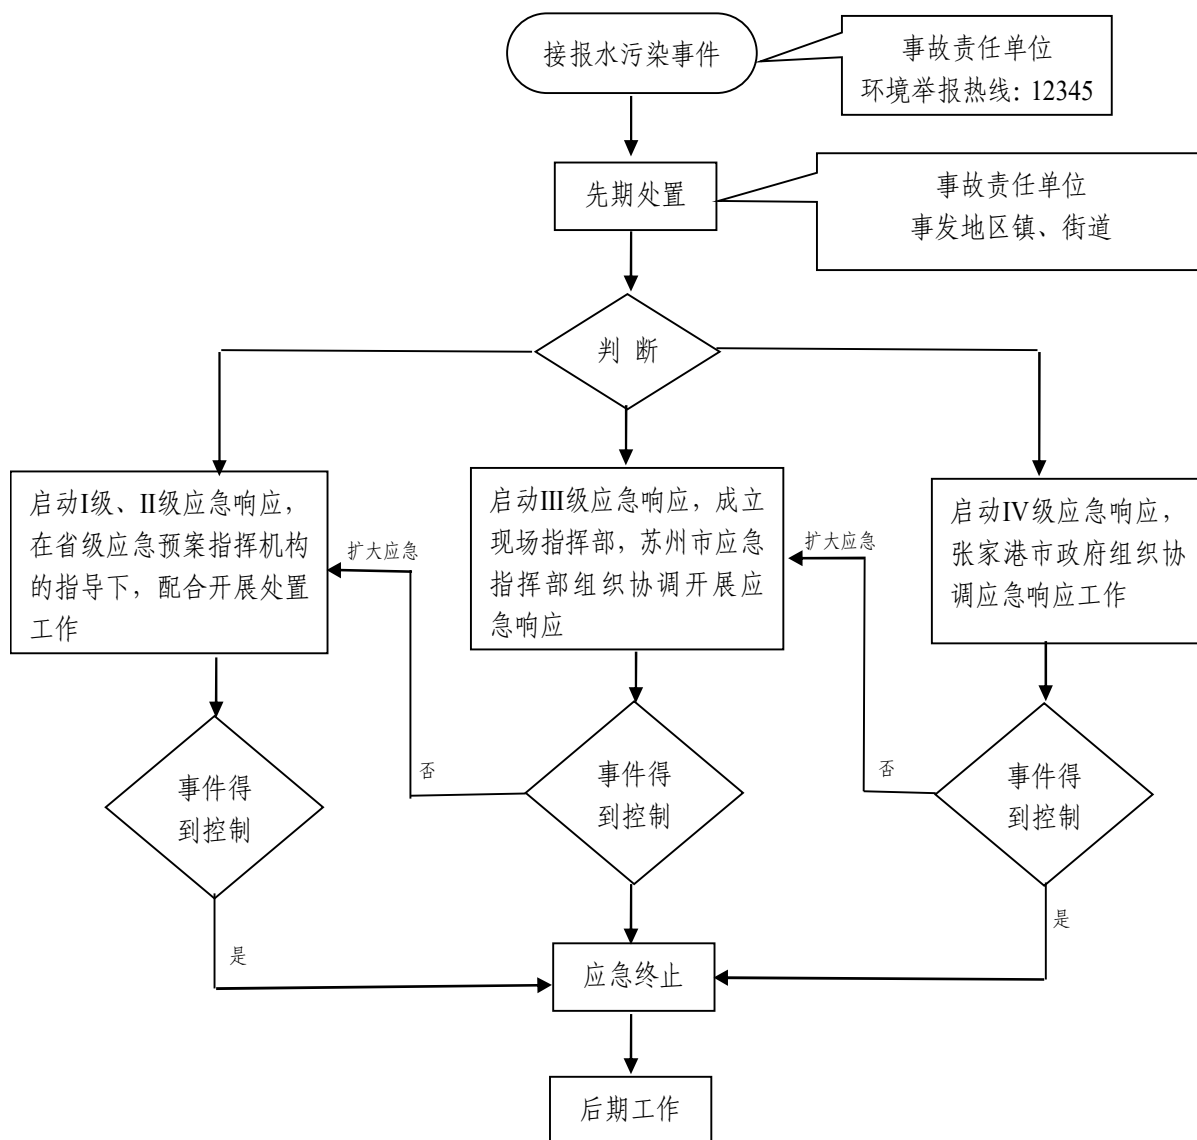 接报水污染事件
事故责任单位
环境举报热线：12345
先期处置
事故责任单位
事发地区镇、街道
判 断
启动I级、II级应急响应，
在省级应急预案指挥机构
的指导下，配合开展处置
工作
扩大应急
启动III级应急响应，成立
现场指挥部，苏州市应急
指挥部组织协调开展应
急响应
扩大应急
启动IV级应急响应，
张家港市政府组织协
调应急响应工作
事件得
到控制
否
事件得
到控制
否
事件得
到控制
是
应急终止
是
后期工作